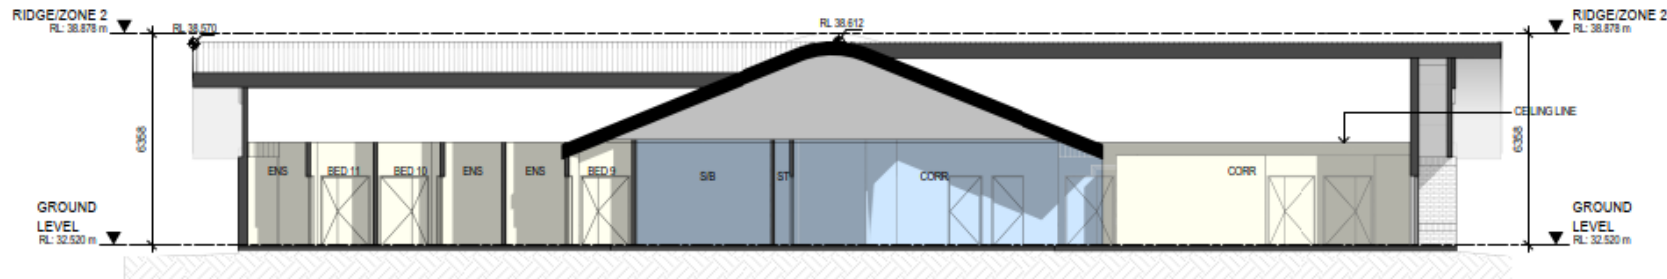 RIDGE/ZONE 2
RL: 38.878 m
RL 38.570
RL 38.612
RIDGE/ZONE 2
RL: 38.878 m
6358
CEILING LINE
6358
ENS
BED 11
BED 10
ENS
ENS
BED 9
S/B
ST
CORR
CORR
GROUND
LEVEL
RL: 32.520 m
GROUND
LEVEL
RL: 32.520 m